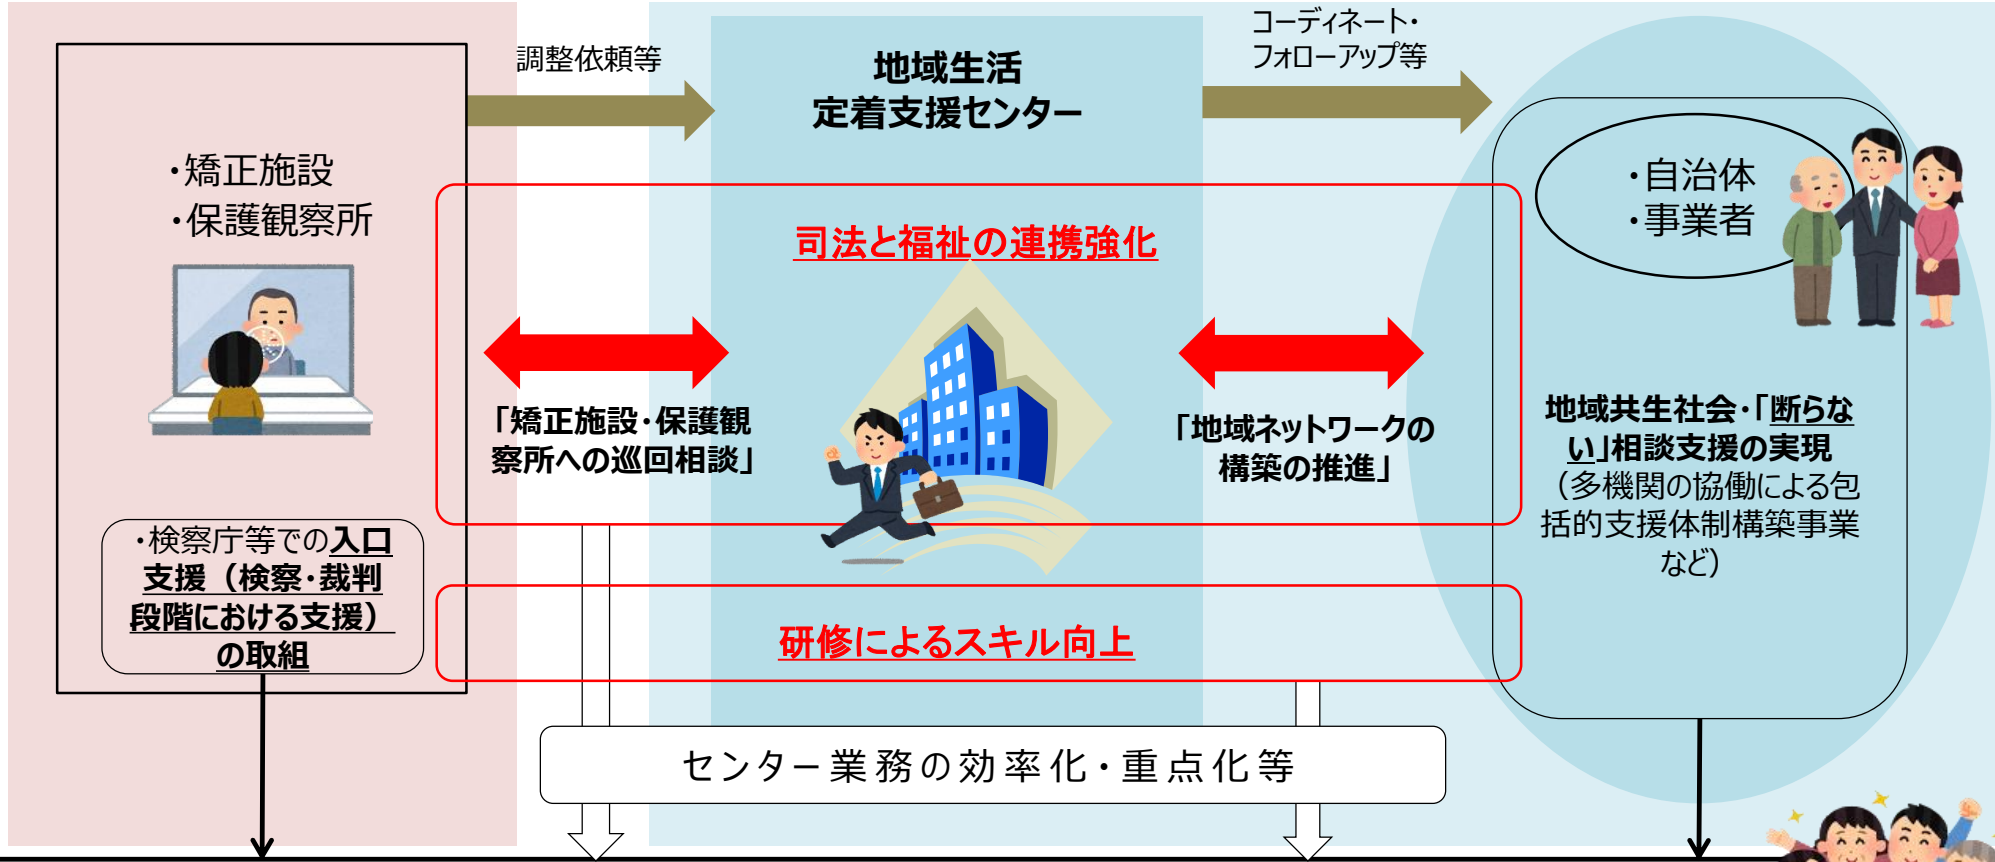 調整依頼等
地域生活
定着支援センター
コーディネート・
フォローアップ等
・矯正施設
・保護観察所
・自治体
・事業者
司法と福祉の連携強化
「矯正施設・保護観
察所への巡回相談」
「地域ネットワークの
構築の推進」
地域共生社会・「断らな
い」相談支援の実現
（多機関の協働による包
括的支援体制構築事業
など）
・検察庁等での入口
支援（検察・裁判
段階における支援）
の取組
研修によるスキル向上
センター業務の効率化・重点化等